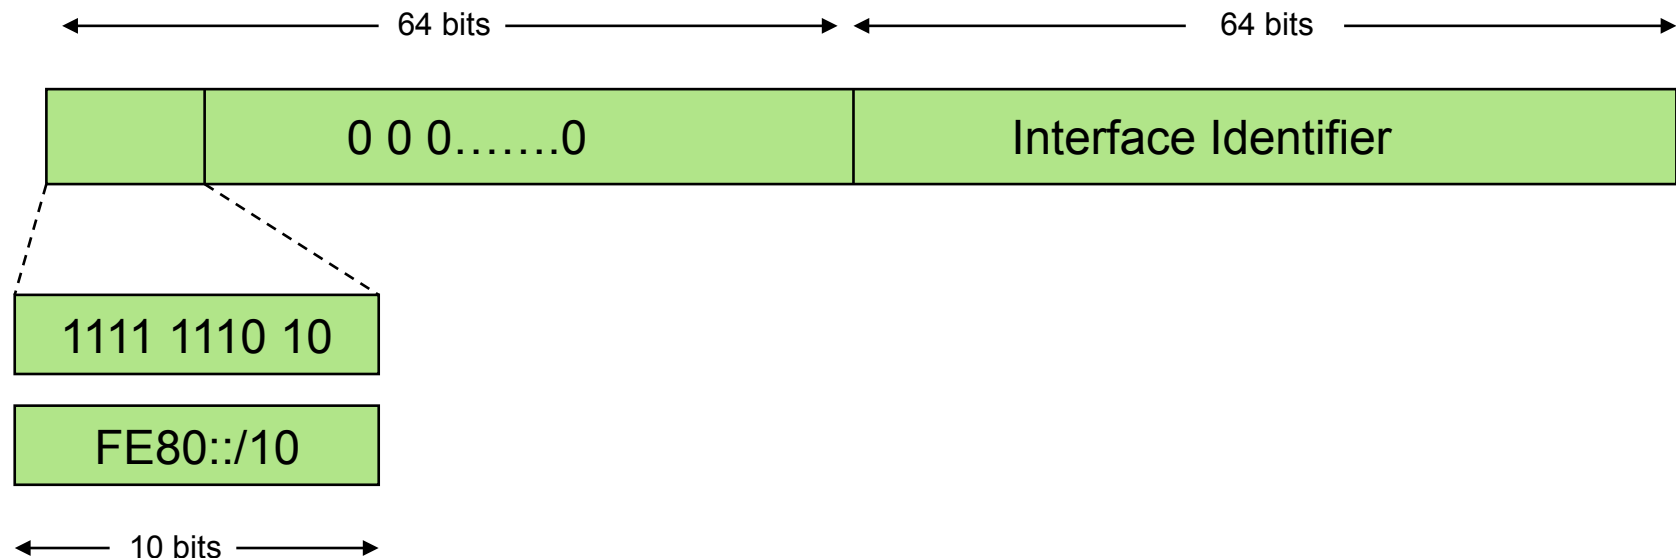 64 bits 64 bits
0 0 0.......0 Interface Identifier
1111 1110 10
FE80::/10
10 bits